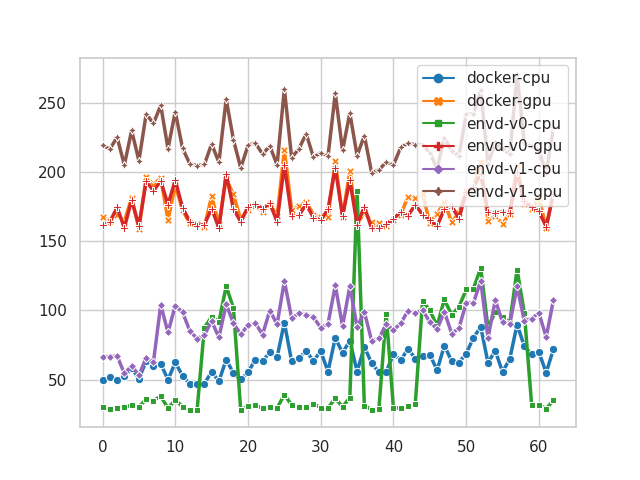 docker-cpu
docker-gpu
envd-v0-cpu
envd-v0-gpu
envd-v1-cpu
envd-v1-gpu
250
200
150
100
50
0 10 20 30 40 50 60